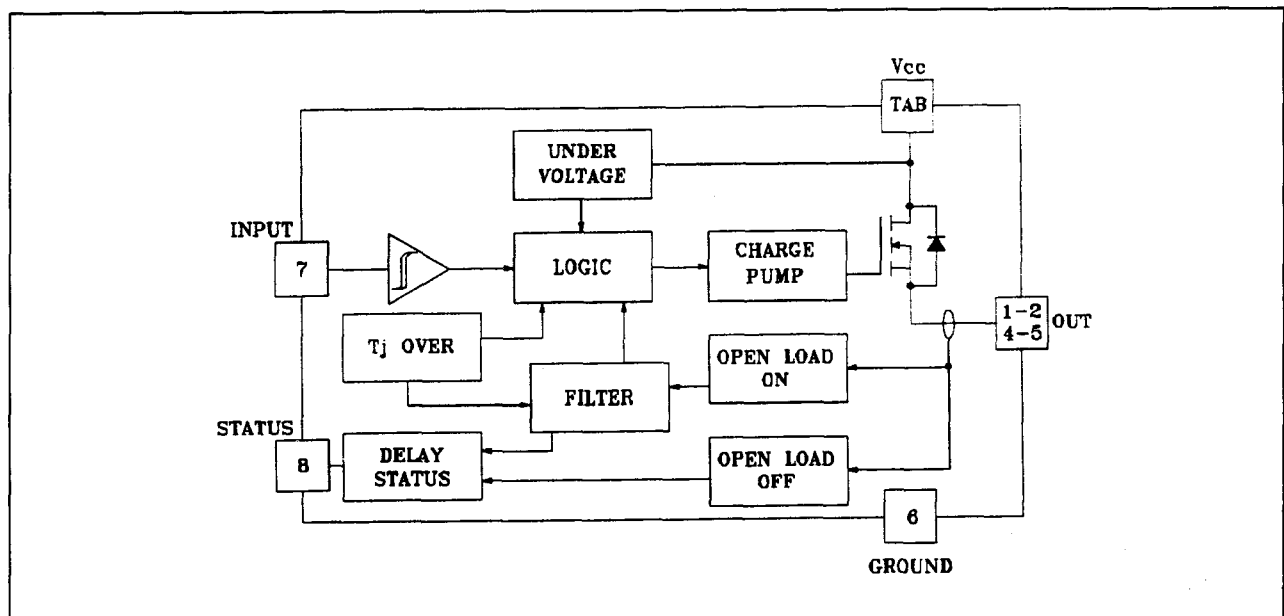 Vcc
TAB
UNDER
VOLTAGE
INPUT
7
LOGIC
CHARGE
PUMP
1-2
4-5
OUT
Tj OVER
OPEN LOAD
ON
FILTER
STATUS
8
DELAY
STATUS
OPEN LOAD
OFF
6
GROUND